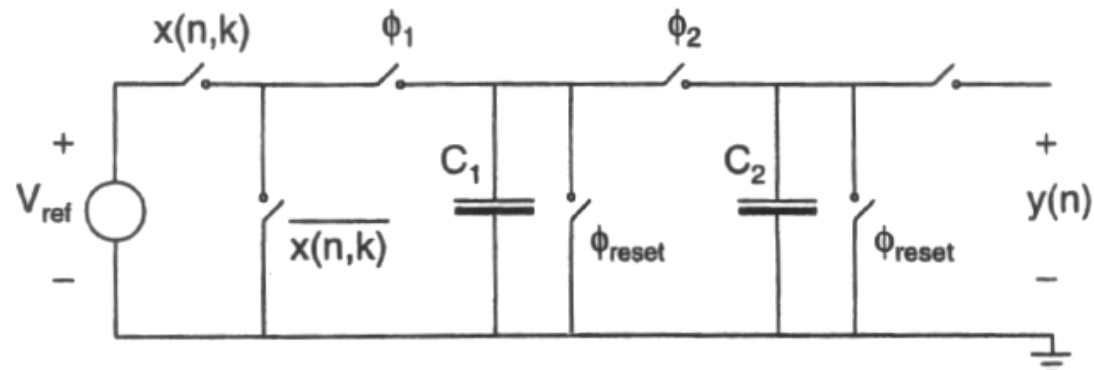 x(n,k)
ϕ₁
ϕ₂
+
Vref
−
x(n,k)
C₁
ϕreset
C₂
ϕreset
+
y(n)
−